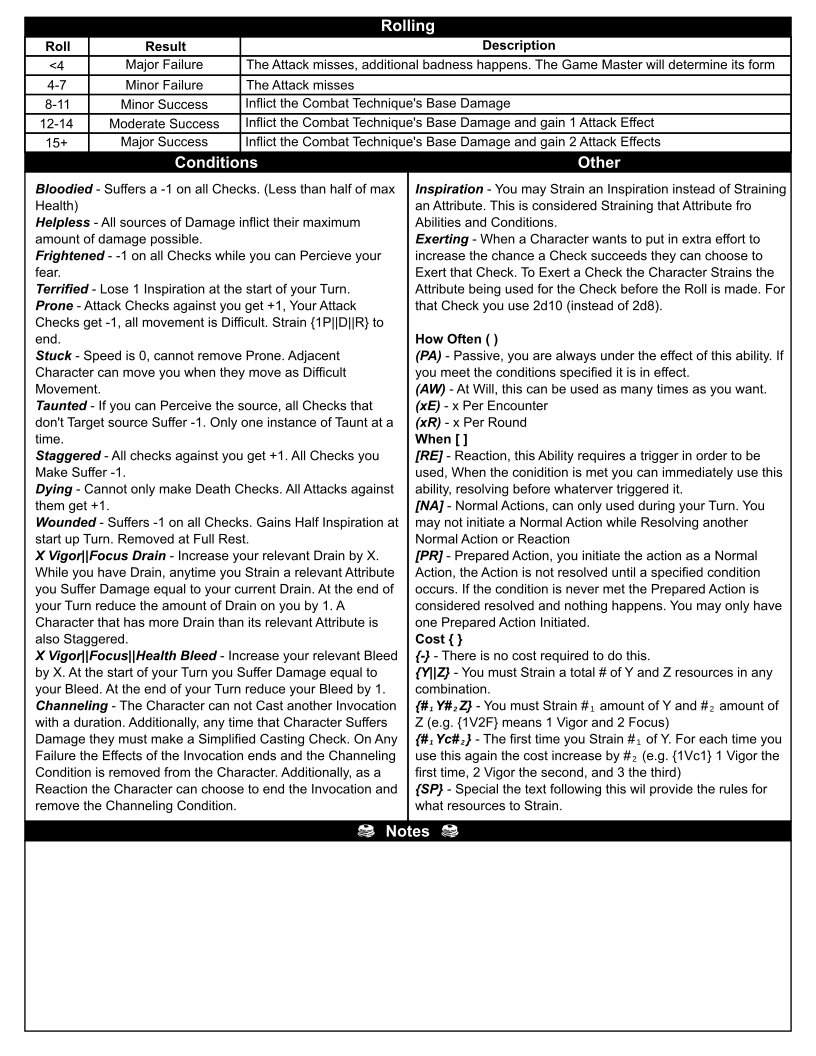 Rolling
Roll Result Description
<4 Major Failure The Attack misses, additional badness happens. The Game Master will determine its form
4-7 Minor Failure The Attack misses
8-11 Minor Success Inflict the Combat Technique's Base Damage
12-14 Moderate Success Inflict the Combat Technique's Base Damage and gain 1 Attack Effect
15+ Major Success Inflict the Combat Technique's Base Damage and gain 2 Attack Effects
Conditions
Bloodied - Suffers a -1 on all Checks. (Less than half of max
Health)
Helpless - All sources of Damage inflict their maximum
amount of damage possible.
Frightened - -1 on all Checks while you can Percieve your
fear.
Terrified - Lose 1 Inspiration at the start of your Turn.
Prone - Attack Checks against you get +1, Your Attack
Checks get -1, all movement is Difficult. Strain {1P||D||R} to
end.
Stuck - Speed is 0, cannot remove Prone. Adjacent
Character can move you when they move as Difficult
Movement.
Taunted - If you can Perceive the source, all Checks that
don't Target source Suffer -1. Only one instance of Taunt at a
time.
Staggered - All checks against you get +1. All Checks you
Make Suffer -1.
Dying - Cannot only make Death Checks. All Attacks against
them get +1.
Wounded - Suffers -1 on all Checks. Gains Half Inspiration at
start up Turn. Removed at Full Rest.
X Vigor||Focus Drain - Increase your relevant Drain by X.
While you have Drain, anytime you Strain a relevant Attribute
you Suffer Damage equal to your current Drain. At the end of
your Turn reduce the amount of Drain on you by 1. A
Character that has more Drain than its relevant Attribute is
also Staggered.
X Vigor||Focus||Health Bleed - Increase your relevant Bleed
by X. At the start of your Turn you Suffer Damage equal to
your Bleed. At the end of your Turn reduce your Bleed by 1.
Channeling - The Character can not Cast another Invocation
with a duration. Additionally, any time that Character Suffers
Damage they must make a Simplified Casting Check. On Any
Failure the Effects of the Invocation ends and the Channeling
Condition is removed from the Character. Additionally, as a
Reaction the Character can choose to end the Invocation and
remove the Channeling Condition.
Other
Inspiration - You may Strain an Inspiration instead of Straining
an Attribute. This is considered Straining that Attribute fro
Abilities and Conditions.
Exerting - When a Character wants to put in extra effort to
increase the chance a Check succeeds they can choose to
Exert that Check. To Exert a Check the Character Strains the
Attribute being used for the Check before the Roll is made. For
that Check you use 2d10 (instead of 2d8).
How Often ( )
(PA) - Passive, you are always under the effect of this ability. If
you meet the conditions specified it is in effect.
(AW) - At Will, this can be used as many times as you want.
(xE) - x Per Encounter
(xR) - x Per Round
When [ ]
[RE] - Reaction, this Ability requires a trigger in order to be
used, When the conidition is met you can immediately use this
ability, resolving before whatever triggered it.
[NA] - Normal Actions, can only used during your Turn. You
may not initiate a Normal Action while Resolving another
Normal Action or Reaction
[PR] - Prepared Action, you initiate the action as a Normal
Action, the Action is not resolved until a specified condition
occurs. If the condition is never met the Prepared Action is
considered resolved and nothing happens. You may only have
one Prepared Action Initiated.
Cost { }
{-} - There is no cost required to do this.
{Y||Z} - You must Strain a total # of Y and Z resources in any
combination.
{#₁Y#₂Z} - You must Strain #₁ amount of Y and #₂ amount of
Z (e.g. {1V2F} means 1 Vigor and 2 Focus)
{#₁Yc#₂} - The first time you Strain #₁ of Y. For each time you
use this again the cost increase by #₂ (e.g. {1Vc1} 1 Vigor the
first time, 2 Vigor the second, and 3 the third)
{SP} - Special the text following this wil provide the rules for
what resources to Strain.
Notes